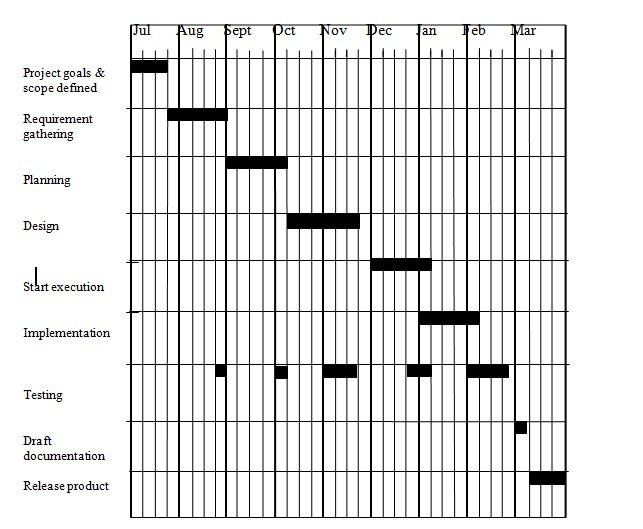 Jul Aug Sept Oct Nov Dec Jan Feb Mar
Project goals &
scope defined
Requirement
gathering
Planning
Design
Start execution
Implementation
Testing
Draft
documentation
Release product